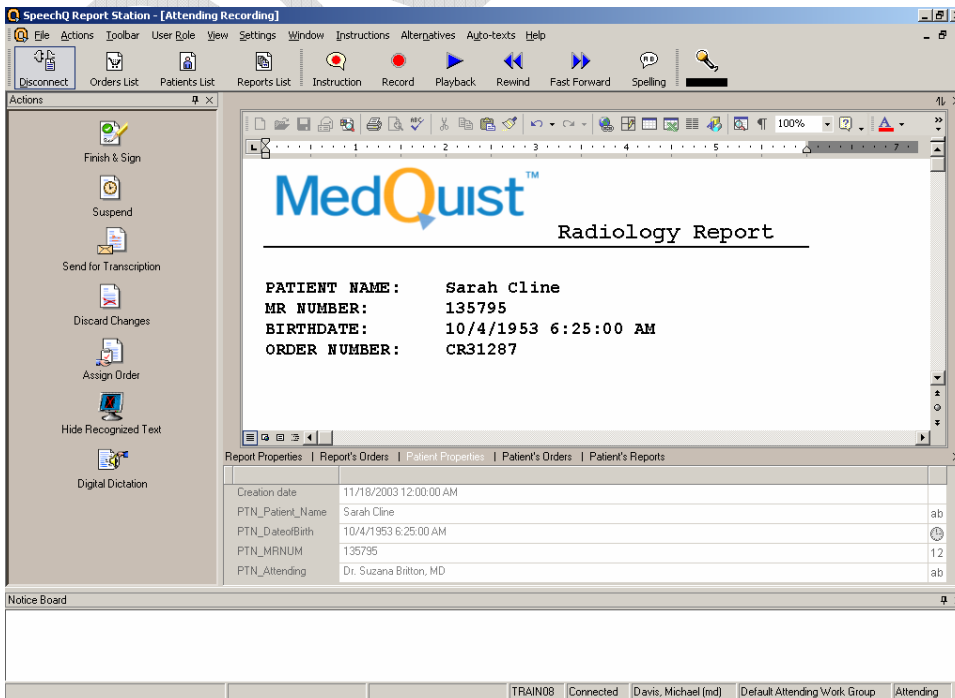 SpeechQ Report Station - [Attending Recording]
File Actions Toolbar User Role View Settings Window Instructions Alternatives Auto-texts Help
Disconnect Orders List Patients List Reports List Instruction Record Playback Rewind Fast Forward Spelling
Actions
Finish & Sign
Suspend
Send for Transcription
Discard Changes
Assign Order
Hide Recognized Text
Digital Dictation
100%
1 2 3 4 5 7
MedQuist™
Radiology Report
PATIENT NAME: Sarah Cline
MR NUMBER: 135795
BIRTHDATE: 10/4/1953 6:25:00 AM
ORDER NUMBER: CR31287
Report Properties | Report's Orders | Patient Properties | Patient's Orders | Patient's Reports
Creation date 11/18/2003 12:00:00 AM
PTN_Patient_Name Sarah Cline ab
PTN_DateofBirth 10/4/1953 6:25:00 AM
PTN_MRNUM 135795 12
PTN_Attending Dr. Suzana Britton, MD ab
Notice Board
TRAIN08 Connected Davis, Michael (md) Default Attending Work Group Attending